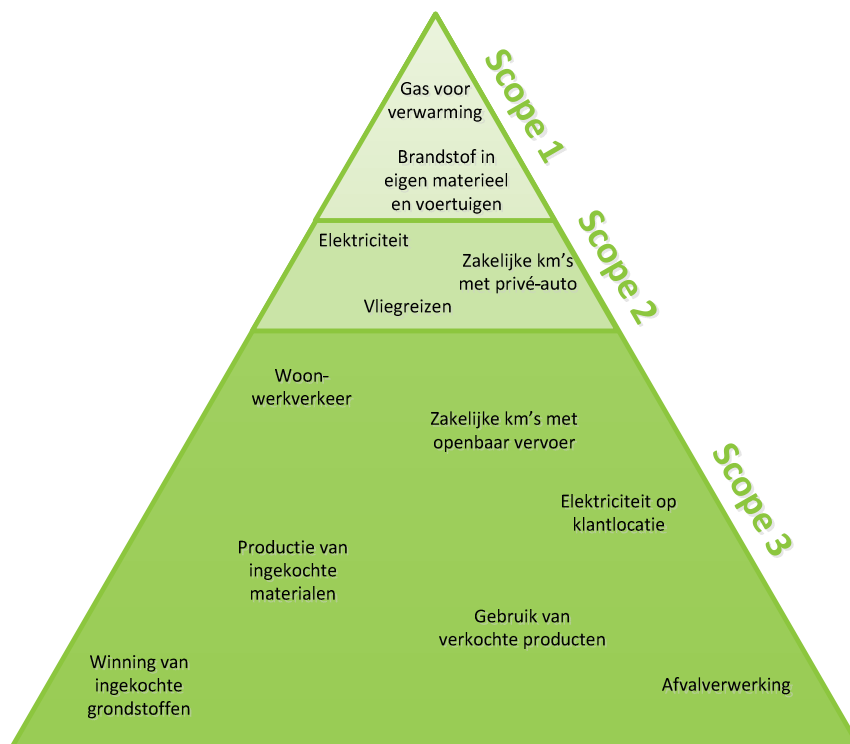 Scope 1
Gas voor
verwarming
Brandstof in
eigen materieel
en voertuigen
Scope 2
Elektriciteit
Zakelijke km's
met privé-auto
Vliegreizen
Scope 3
Woon-
werkverkeer
Zakelijke km's met
openbaar vervoer
Elektriciteit op
klantlocatie
Productie van
ingekochte
materialen
Gebruik van
verkochte producten
Winning van
ingekochte
grondstoffen
Afvalverwerking